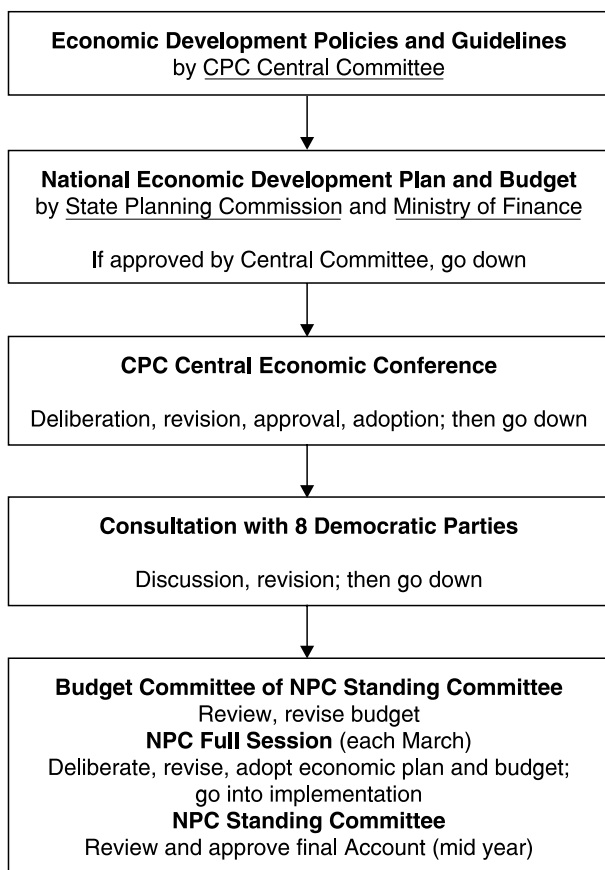 Economic Development Policies and Guidelines
by CPC Central Committee
National Economic Development Plan and Budget
by State Planning Commission and Ministry of Finance
If approved by Central Committee, go down
CPC Central Economic Conference
Deliberation, revision, approval, adoption; then go down
Consultation with 8 Democratic Parties
Discussion, revision; then go down
Budget Committee of NPC Standing Committee
Review, revise budget
NPC Full Session (each March)
Deliberate, revise, adopt economic plan and budget;
go into implementation
NPC Standing Committee
Review and approve final Account (mid year)